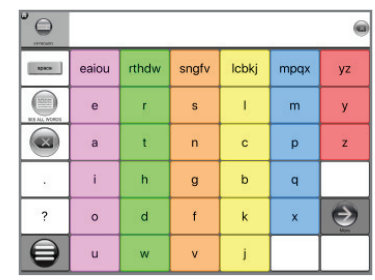 space eaiou rthdw sngfv lcbkj mpqx yz
e r s l m y
SEE ALL WORDS
a t n c p z
. i h g b q
? o d f k x
u w v j